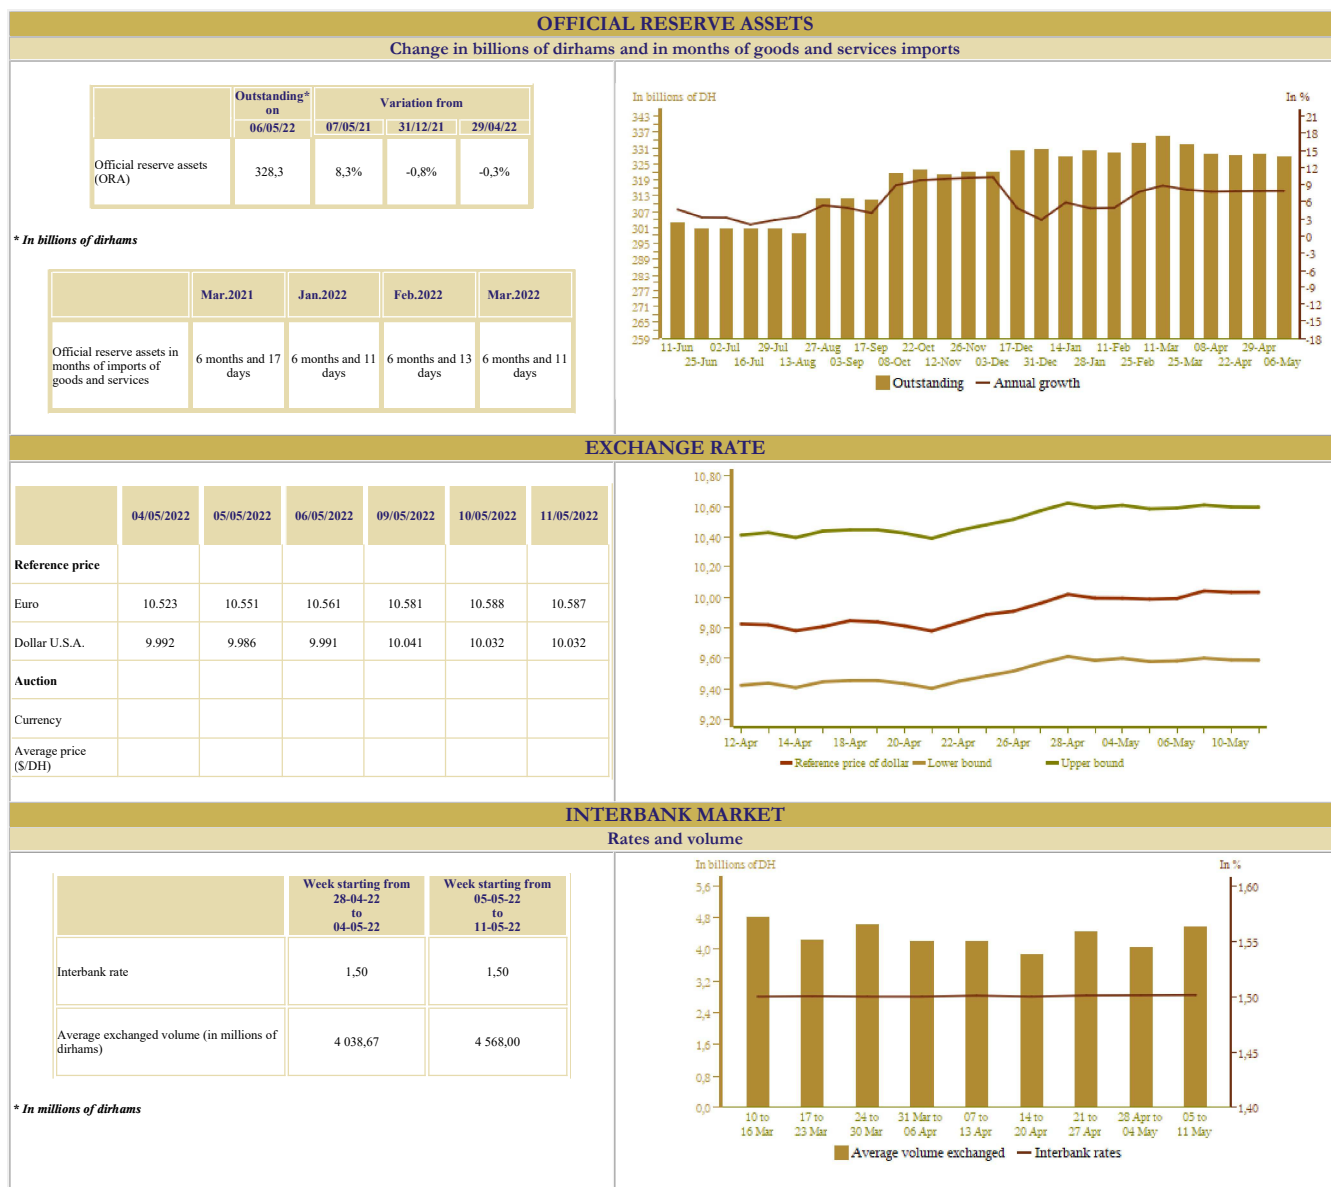 OFFICIAL RESERVE ASSETS
Change in billions of dirhams and in months of goods and services imports
Outstanding*
on
Variation from
06/05/22 07/05/21 31/12/21 29/04/22
Official reserve assets
(ORA)
328,3 8,3% -0,8% -0,3%
* In billions of dirhams
Mar.2021 Jan.2022 Feb.2022 Mar.2022
Official reserve assets in
months of imports of
goods and services
6 months and 17
days
6 months and 11
days
6 months and 13
days
6 months and 11
days
In billions of DH
In %
343
337
331
325
319
313
307
301
295
289
283
277
271
265
259
21
18
15
12
9
6
3
0
-3
-6
-9
-12
-15
-18
11-Jun 02-Jul 29-Jul 27-Aug 17-Sep 22-Oct 26-Nov 17-Dec 14-Jan 11-Feb 11-Mar 08-Apr 29-Apr
25-Jun 16-Jul 13-Aug 03-Sep 08-Oct 12-Nov 03-Dec 31-Dec 28-Jan 25-Feb 25-Mar 22-Apr 06-May
Outstanding Annual growth
EXCHANGE RATE
04/05/2022 05/05/2022 06/05/2022 09/05/2022 10/05/2022 11/05/2022
Reference price
Euro 10.523 10.551 10.561 10.581 10.588 10.587
Dollar U.S.A. 9.992 9.986 9.991 10.041 10.032 10.032
Auction
Currency
Average price
($/DH)
10,80
10,60
10,40
10,20
10,00
9,80
9,60
9,40
9,20
12-Apr 14-Apr 18-Apr 20-Apr 22-Apr 26-Apr 28-Apr 04-May 06-May 10-May
Reference price of dollar Lower bound Upper bound
INTERBANK MARKET
Rates and volume
Week starting from
28-04-22
to
04-05-22
Week starting from
05-05-22
to
11-05-22
Interbank rate 1,50 1,50
Average exchanged volume (in millions of
dirhams)
4 038,67 4 568,00
* In millions of dirhams
In billions of DH
In %
5,6
4,8
4,0
3,2
2,4
1,6
0,8
0,0
1,60
1,55
1,50
1,45
1,40
10 to 17 to 24 to 31 Mar to 07 to 14 to 21 to 28 Apr to 05 to
16 Mar 23 Mar 30 Mar 06 Apr 13 Apr 20 Apr 27 Apr 04 May 11 May
Average volume exchanged Interbank rates